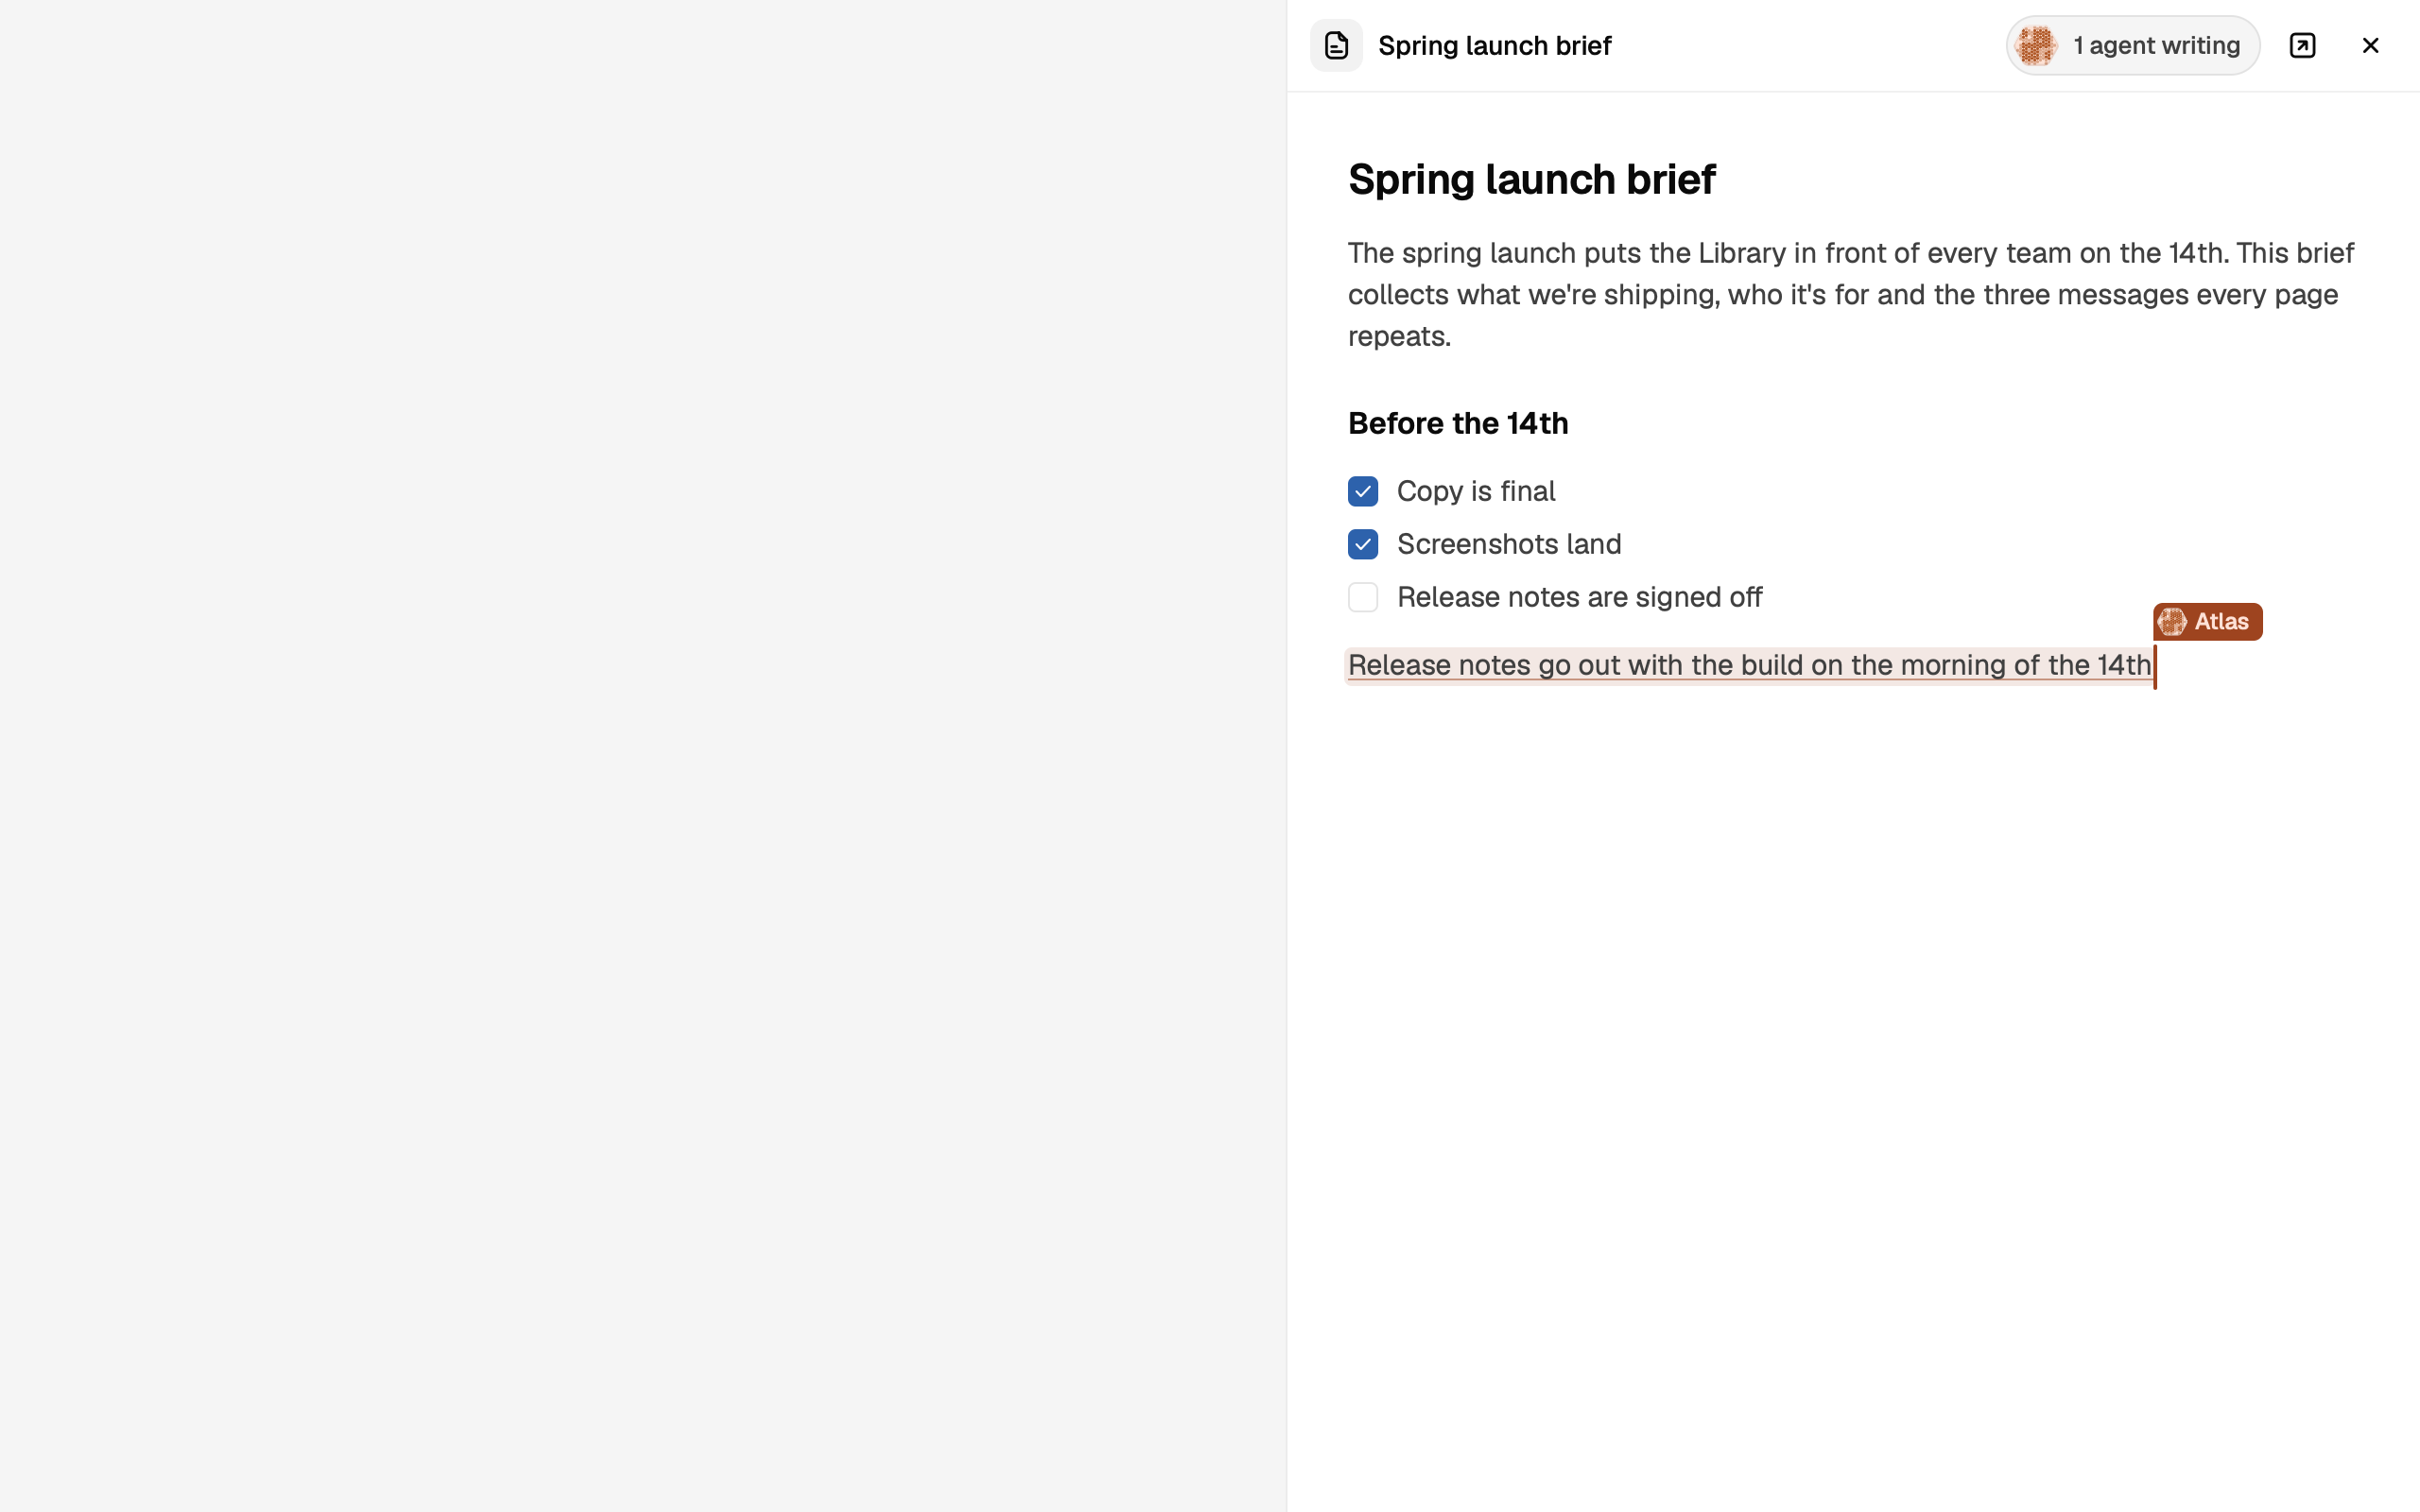 Spring launch brief
1 agent writing
Spring launch brief
The spring launch puts the Library in front of every team on the 14th. This brief
collects what we're shipping, who it's for and the three messages every page
repeats.
Before the 14th
Copy is final
Screenshots land
Release notes are signed off
Atlas
Release notes go out with the build on the morning of the 14th